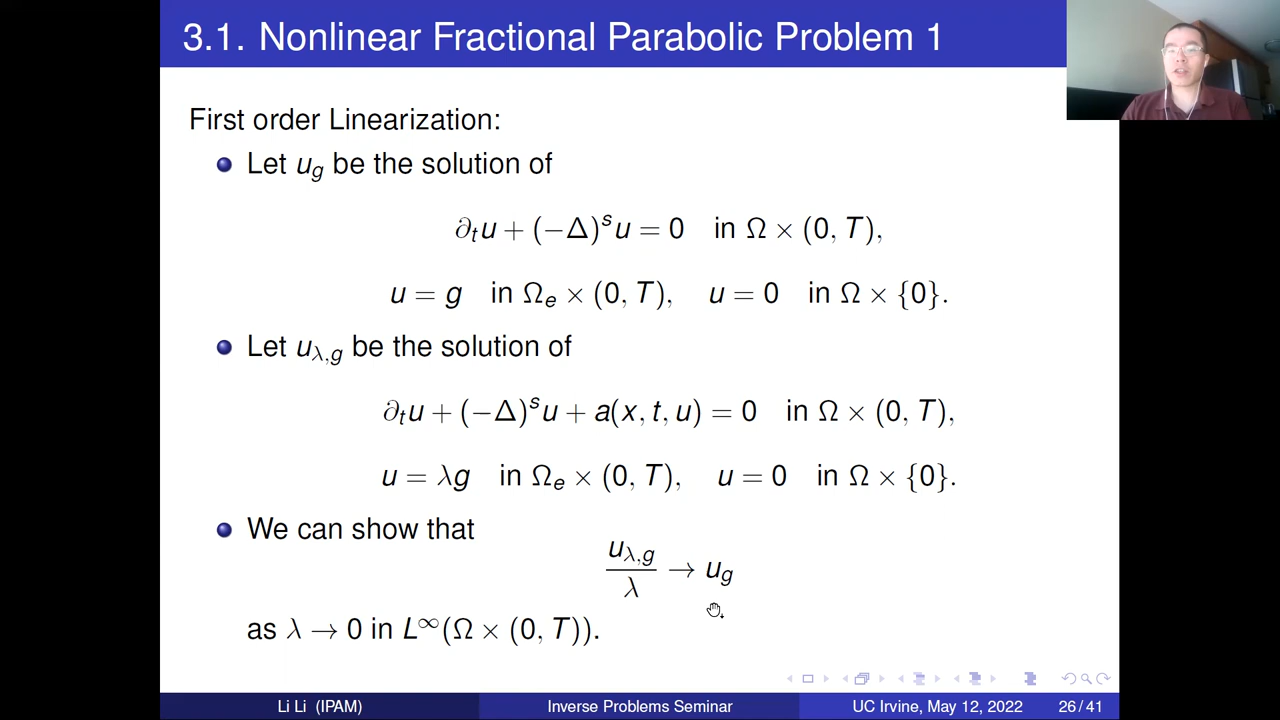 3.1. Nonlinear Fractional Parabolic Problem 1
First order Linearization:
Let u_g be the solution of
∂_t u + (−Δ)^s u = 0 in Ω × (0, T),
u = g in Ω_e × (0, T), u = 0 in Ω × {0}.
Let u_{λ,g} be the solution of
∂_t u + (−Δ)^s u + a(x, t, u) = 0 in Ω × (0, T),
u = λg in Ω_e × (0, T), u = 0 in Ω × {0}.
We can show that
u_{λ,g} / λ → u_g
as λ → 0 in L^∞(Ω × (0, T)).
Li Li (IPAM) Inverse Problems Seminar UC Irvine, May 12, 2022 26 / 41